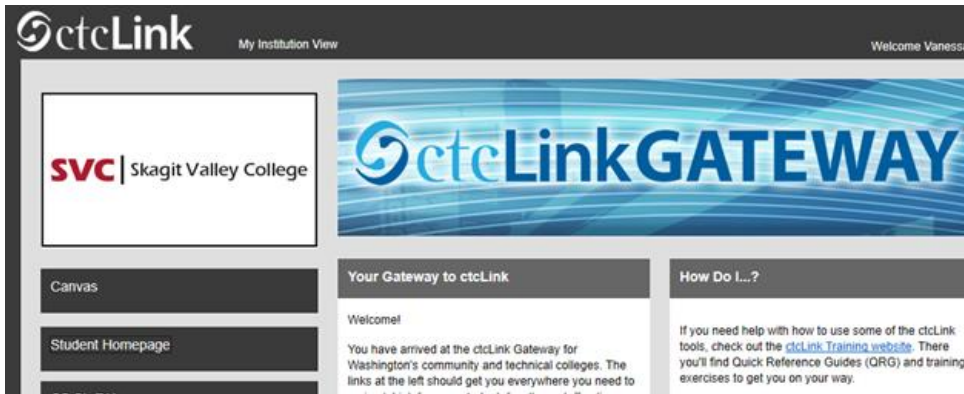 ctcLink
My Institution View
Welcome Vanessa
SVC | Skagit Valley College
ctcLinkGATEWAY
Canvas
Student Homepage
Your Gateway to ctcLink
Welcome!
You have arrived at the ctcLink Gateway for
Washington's community and technical colleges. The
links at the left should get you everywhere you need to
How Do I...?
If you need help with how to use some of the ctcLink
tools, check out the ctcLink Training website. There
you'll find Quick Reference Guides (QRG) and training
exercises to get you on your way.